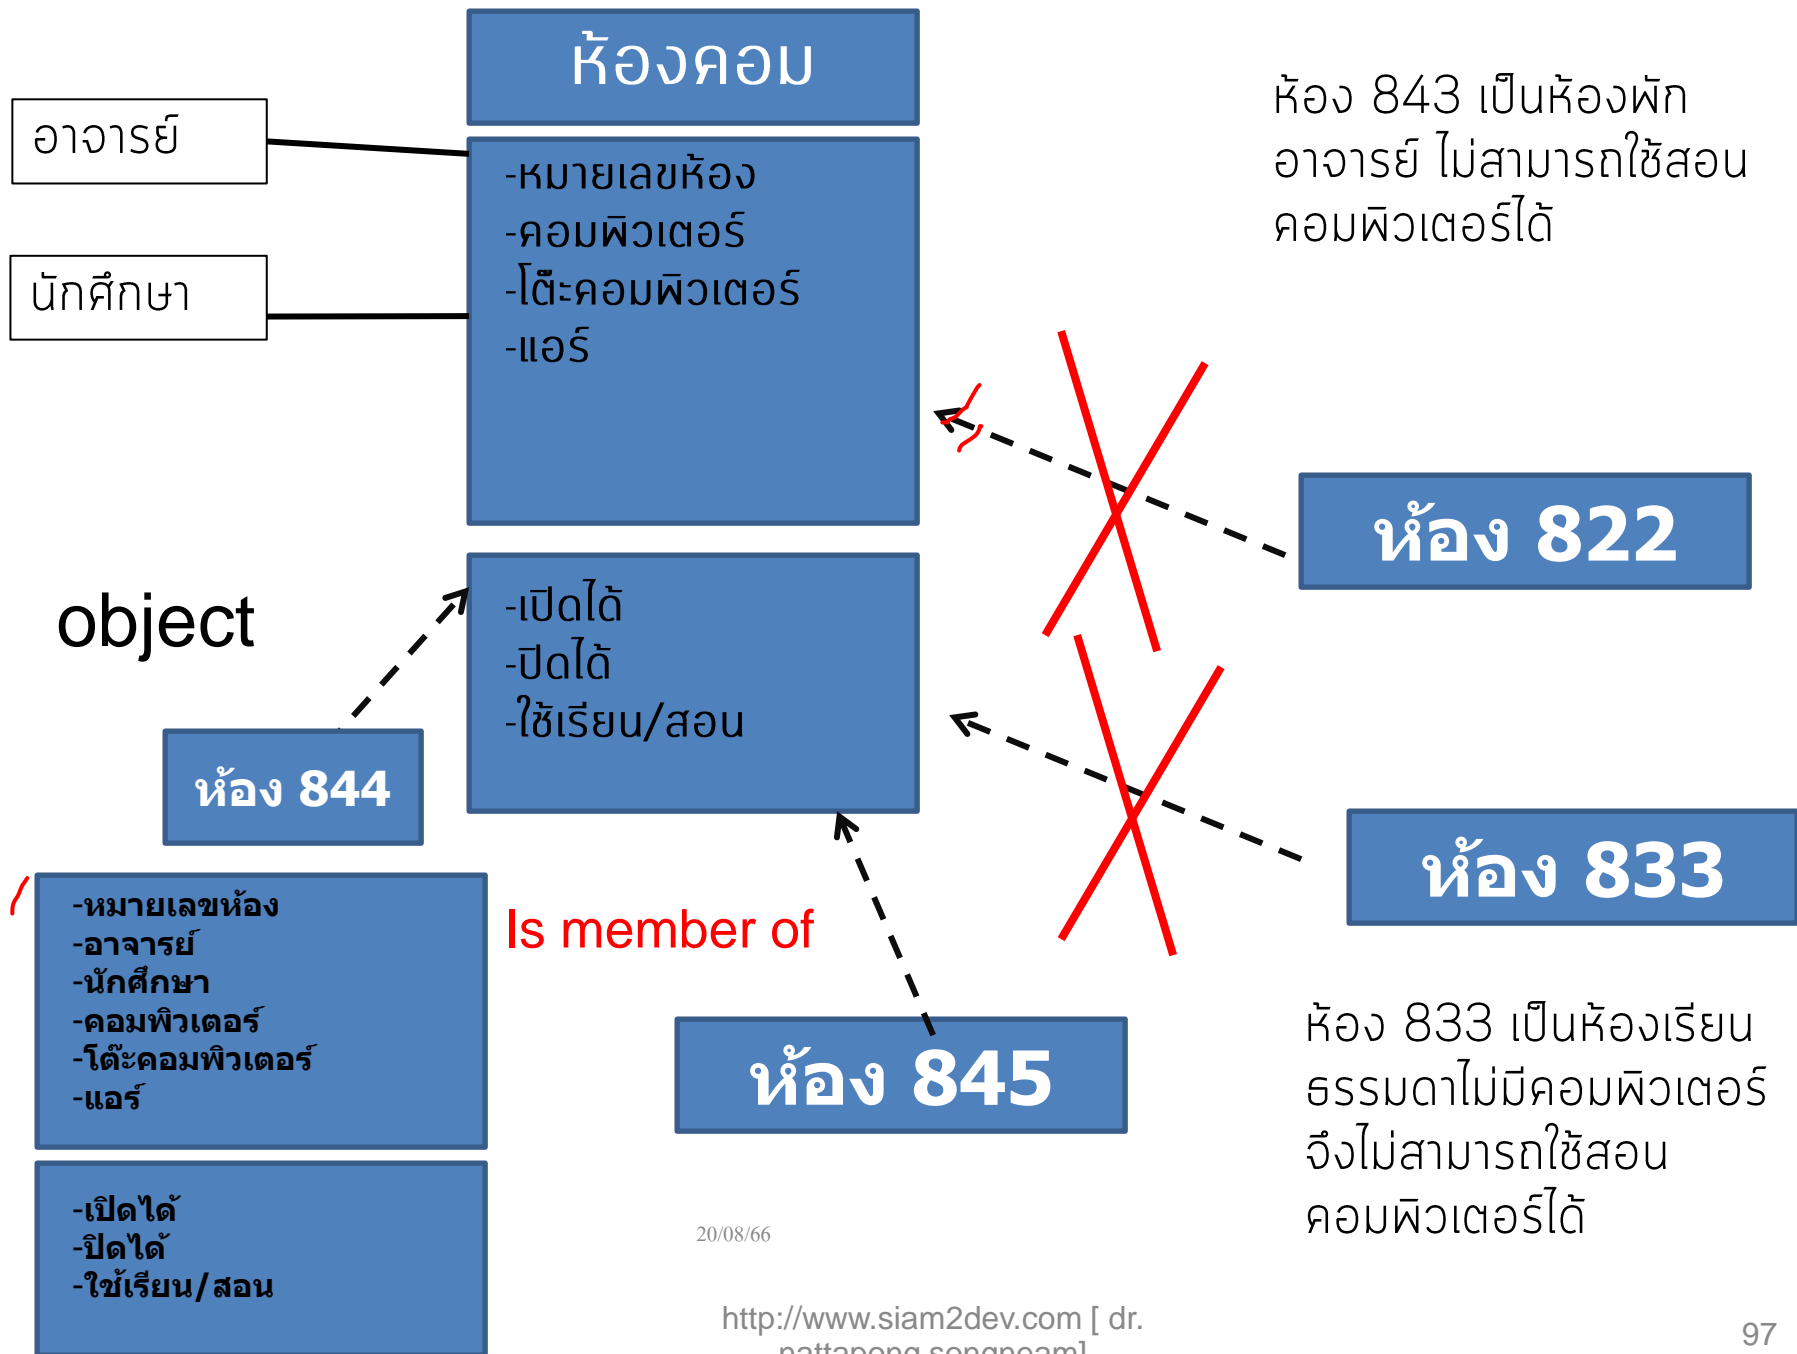 ห้องคอม
อาจารย์
นักศึกษา
-หมายเลขห้อง
-คอมพิวเตอร์
-โต๊ะคอมพิวเตอร์
-แอร์
ห้อง 843 เป็นห้องพัก
อาจารย์ ไม่สามารถใช้สอน
คอมพิวเตอร์ได้
ห้อง 822
object
-เปิดได้
-ปิดได้
-ใช้เรียน/สอน
ห้อง 844
ห้อง 833
-หมายเลขห้อง
-อาจารย์
-นักศึกษา
-คอมพิวเตอร์
-โต๊ะคอมพิวเตอร์
-แอร์
Is member of
ห้อง 845
ห้อง 833 เป็นห้องเรียน
ธรรมดาไม่มีคอมพิวเตอร์
จึงไม่สามารถใช้สอน
คอมพิวเตอร์ได้
-เปิดได้
-ปิดได้
-ใช้เรียน/สอน
20/08/66
http://www.siam2dev.com [ dr.
nattapong songneam]
97